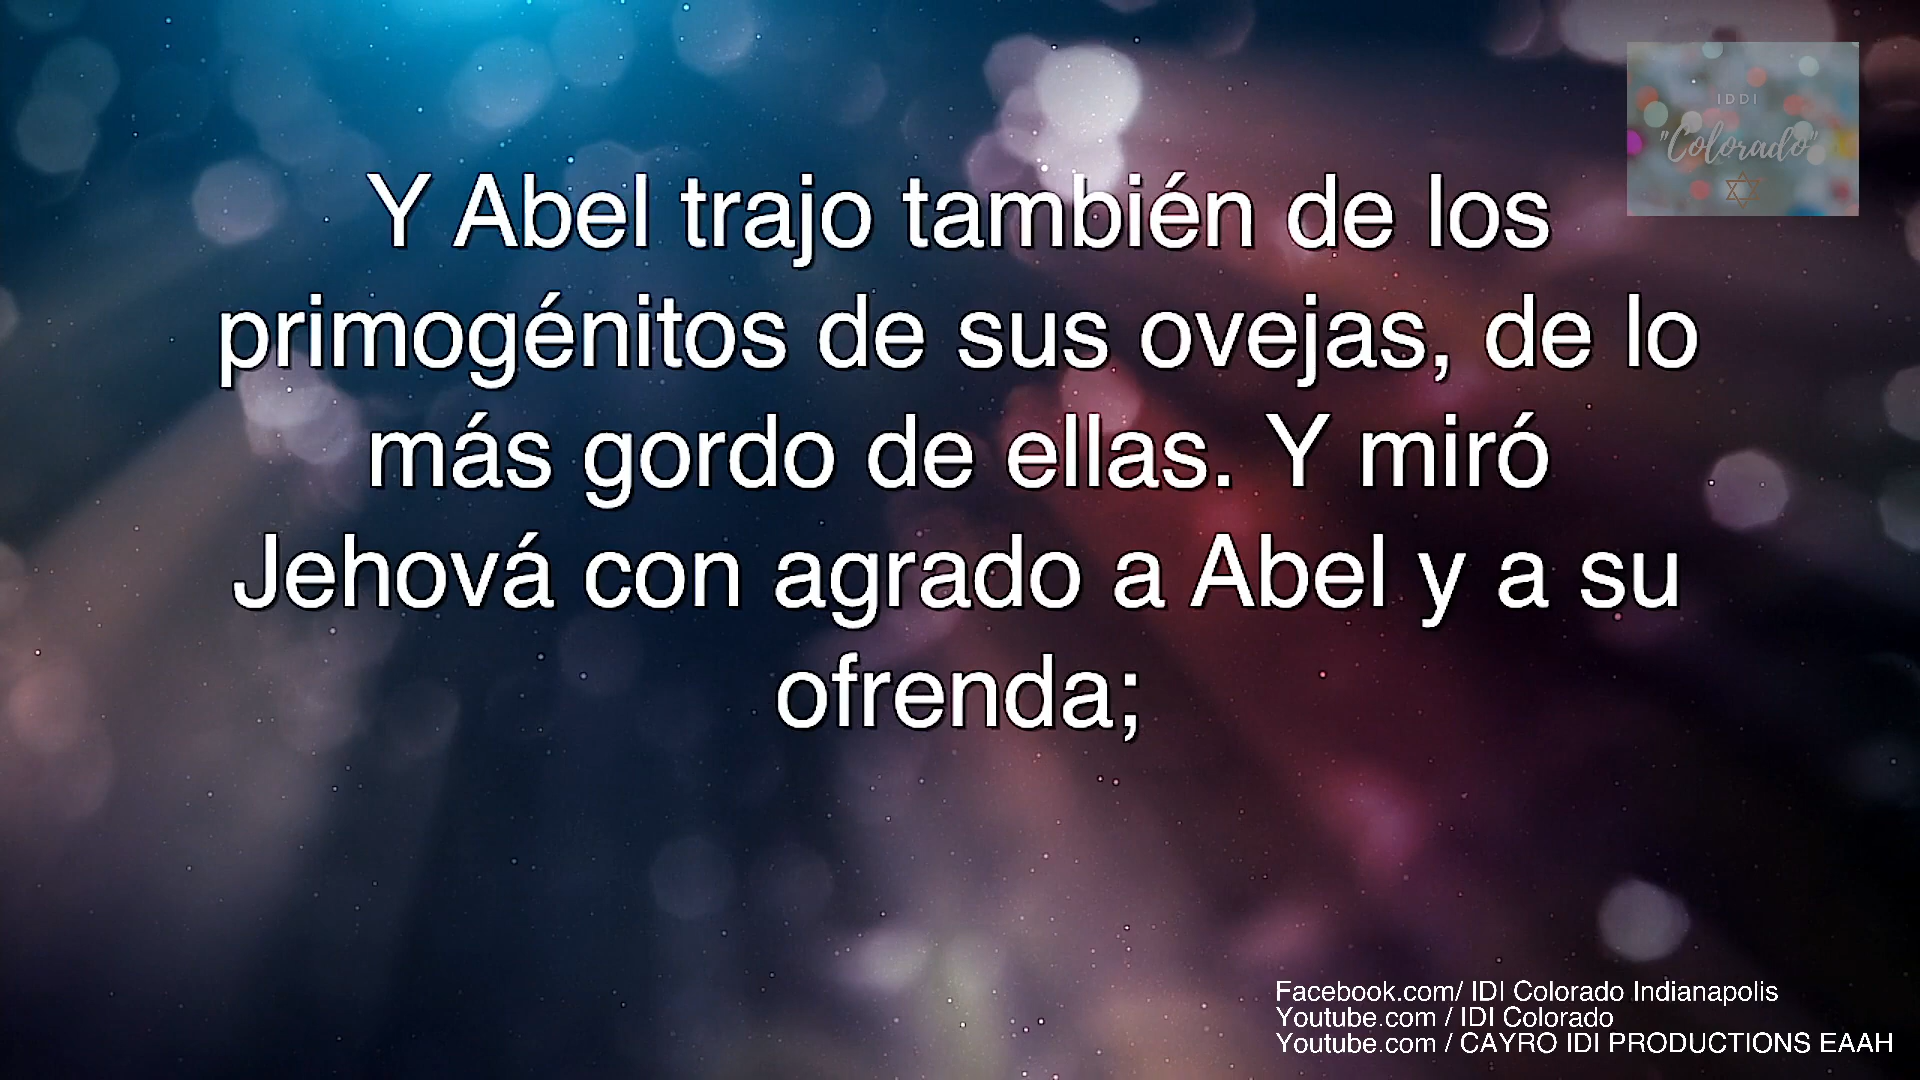 IDDI
"Colorado"
Y Abel trajo también de los
primogénitos de sus ovejas, de lo
más gordo de ellas. Y miró
Jehová con agrado a Abel y a su
ofrenda;
Facebook.com/ IDI Colorado Indianapolis
Youtube.com / IDI Colorado
Youtube.com / CAYRO IDI PRODUCTIONS EAAH